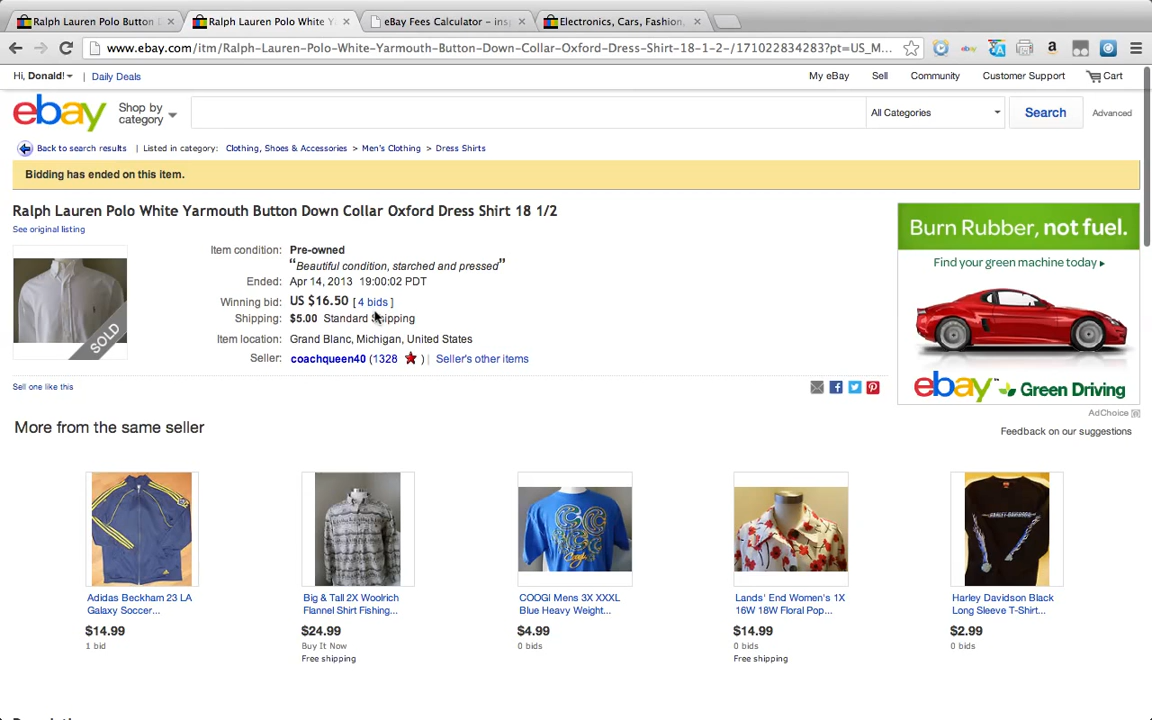 Ralph Lauren Polo Button D
Ralph Lauren Polo White Y
eBay Fees Calculator – ins
Electronics, Cars, Fashion,
www.ebay.com/itm/Ralph-Lauren-Polo-White-Yarmouth-Button-Down-Collar-Oxford-Dress-Shirt-18-1-2-/171022834283?pt=US_M...
Hi, Donald! | Daily Deals
My eBay Sell Community Customer Support Cart
ebay Shop by category
All Categories Search Advanced
Back to search results | Listed in category: Clothing, Shoes & Accessories > Men's Clothing > Dress Shirts
Bidding has ended on this item.
Ralph Lauren Polo White Yarmouth Button Down Collar Oxford Dress Shirt 18 1/2
See original listing
SOLD
Item condition: Pre-owned
"Beautiful condition, starched and pressed"
Ended: Apr 14, 2013 19:00:02 PDT
Winning bid: US $16.50 [ 4 bids ]
Shipping: $5.00 Standard Shipping
Item location: Grand Blanc, Michigan, United States
Seller: coachqueen40 (1328 ) | Seller's other items
Sell one like this
Burn Rubber, not fuel.
Find your green machine today ▸
ebay™ Green Driving
AdChoice
Feedback on our suggestions
More from the same seller
Adidas Beckham 23 LA
Galaxy Soccer...
$14.99
1 bid
Big & Tall 2X Woolrich
Flannel Shirt Fishing...
$24.99
Buy It Now
Free shipping
COOGI Mens 3X XXXL
Blue Heavy Weight...
$4.99
0 bids
Lands' End Women's 1X
16W 18W Floral Pop...
$14.99
0 bids
Free shipping
Harley Davidson Black
Long Sleeve T-Shirt...
$2.99
0 bids